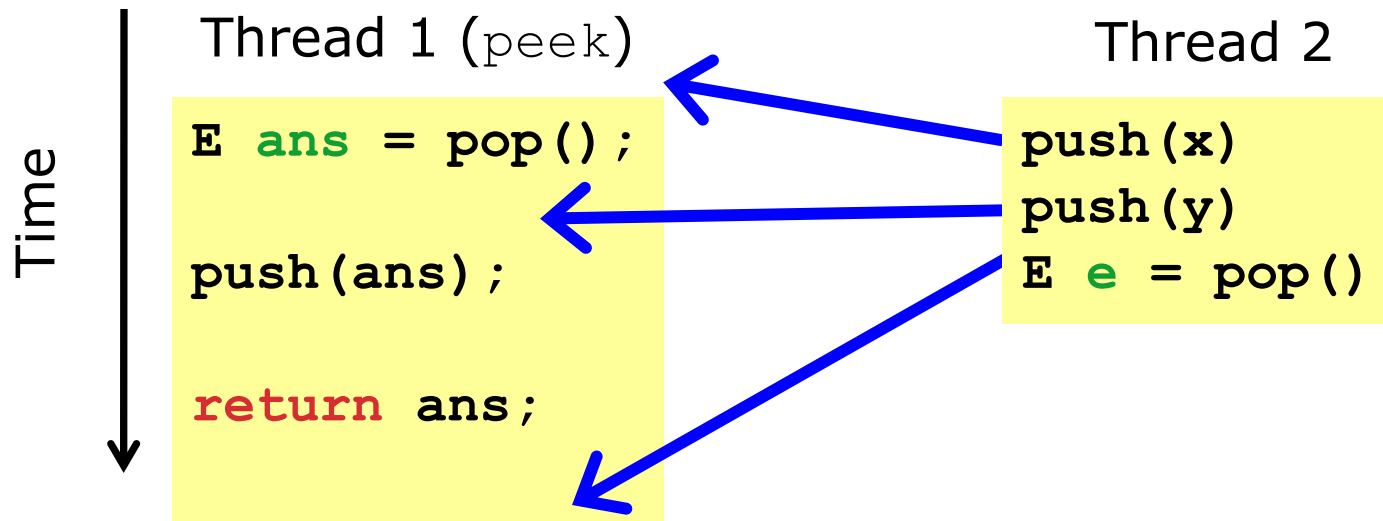 Time
Thread 1 (peek)
E ans = pop();
push(ans);
return ans;
Thread 2
push(x)
push(y)
E e = pop()